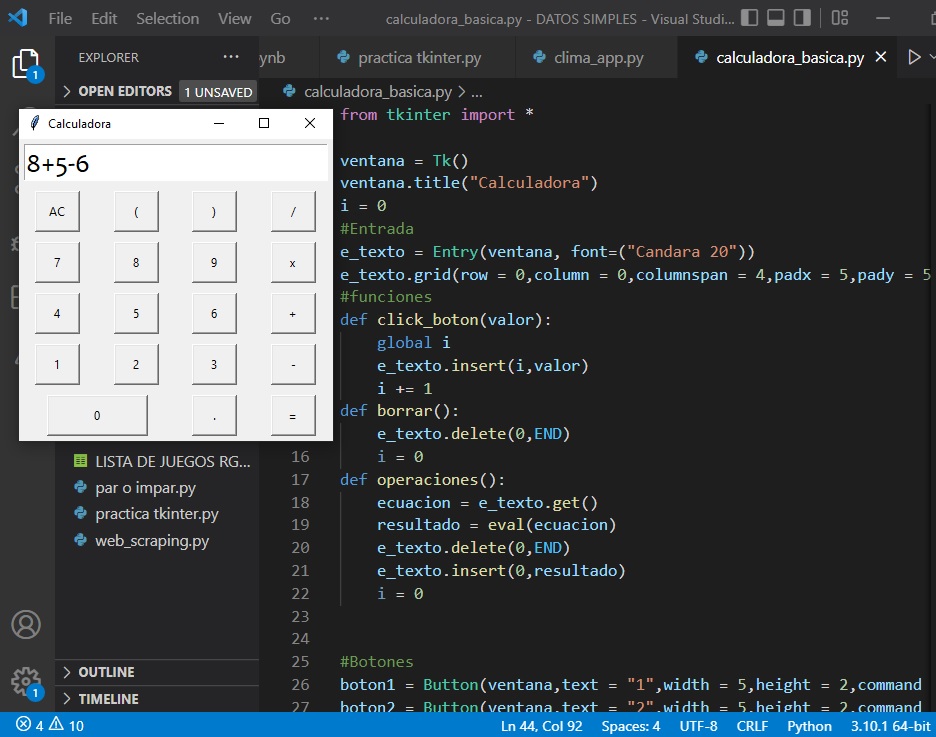 File Edit Selection View Go ··· calculadora_basica.py - DATOS SIMPLES - Visual Studi...
EXPLORER ···
ynb practica tkinter.py clima_app.py calculadora_basica.py
1
OPEN EDITORS 1 UNSAVED
calculadora_basica.py > ...
Calculadora
8+5-6
AC ( ) /
7 8 9 x
4 5 6 +
1 2 3 -
0 . =
LISTA DE JUEGOS RG...
par o impar.py
practica tkinter.py
web_scraping.py
OUTLINE
TIMELINE
1
from tkinter import *
ventana = Tk()
ventana.title("Calculadora")
i = 0
#Entrada
e_texto = Entry(ventana, font=("Candara 20"))
e_texto.grid(row = 0,column = 0,columnspan = 4,padx = 5,pady = 5
#funciones
def click_boton(valor):
global i
e_texto.insert(i,valor)
i += 1
def borrar():
e_texto.delete(0,END)
16 i = 0
17 def operaciones():
18 ecuacion = e_texto.get()
19 resultado = eval(ecuacion)
20 e_texto.delete(0,END)
21 e_texto.insert(0,resultado)
22 i = 0
23
24
25 #Botones
26 boton1 = Button(ventana,text = "1",width = 5,height = 2,command
27 boton2 = Button(ventana,text = "2",width = 5,height = 2,command
4 10 Ln 44, Col 92 Spaces: 4 UTF-8 CRLF Python 3.10.1 64-bit